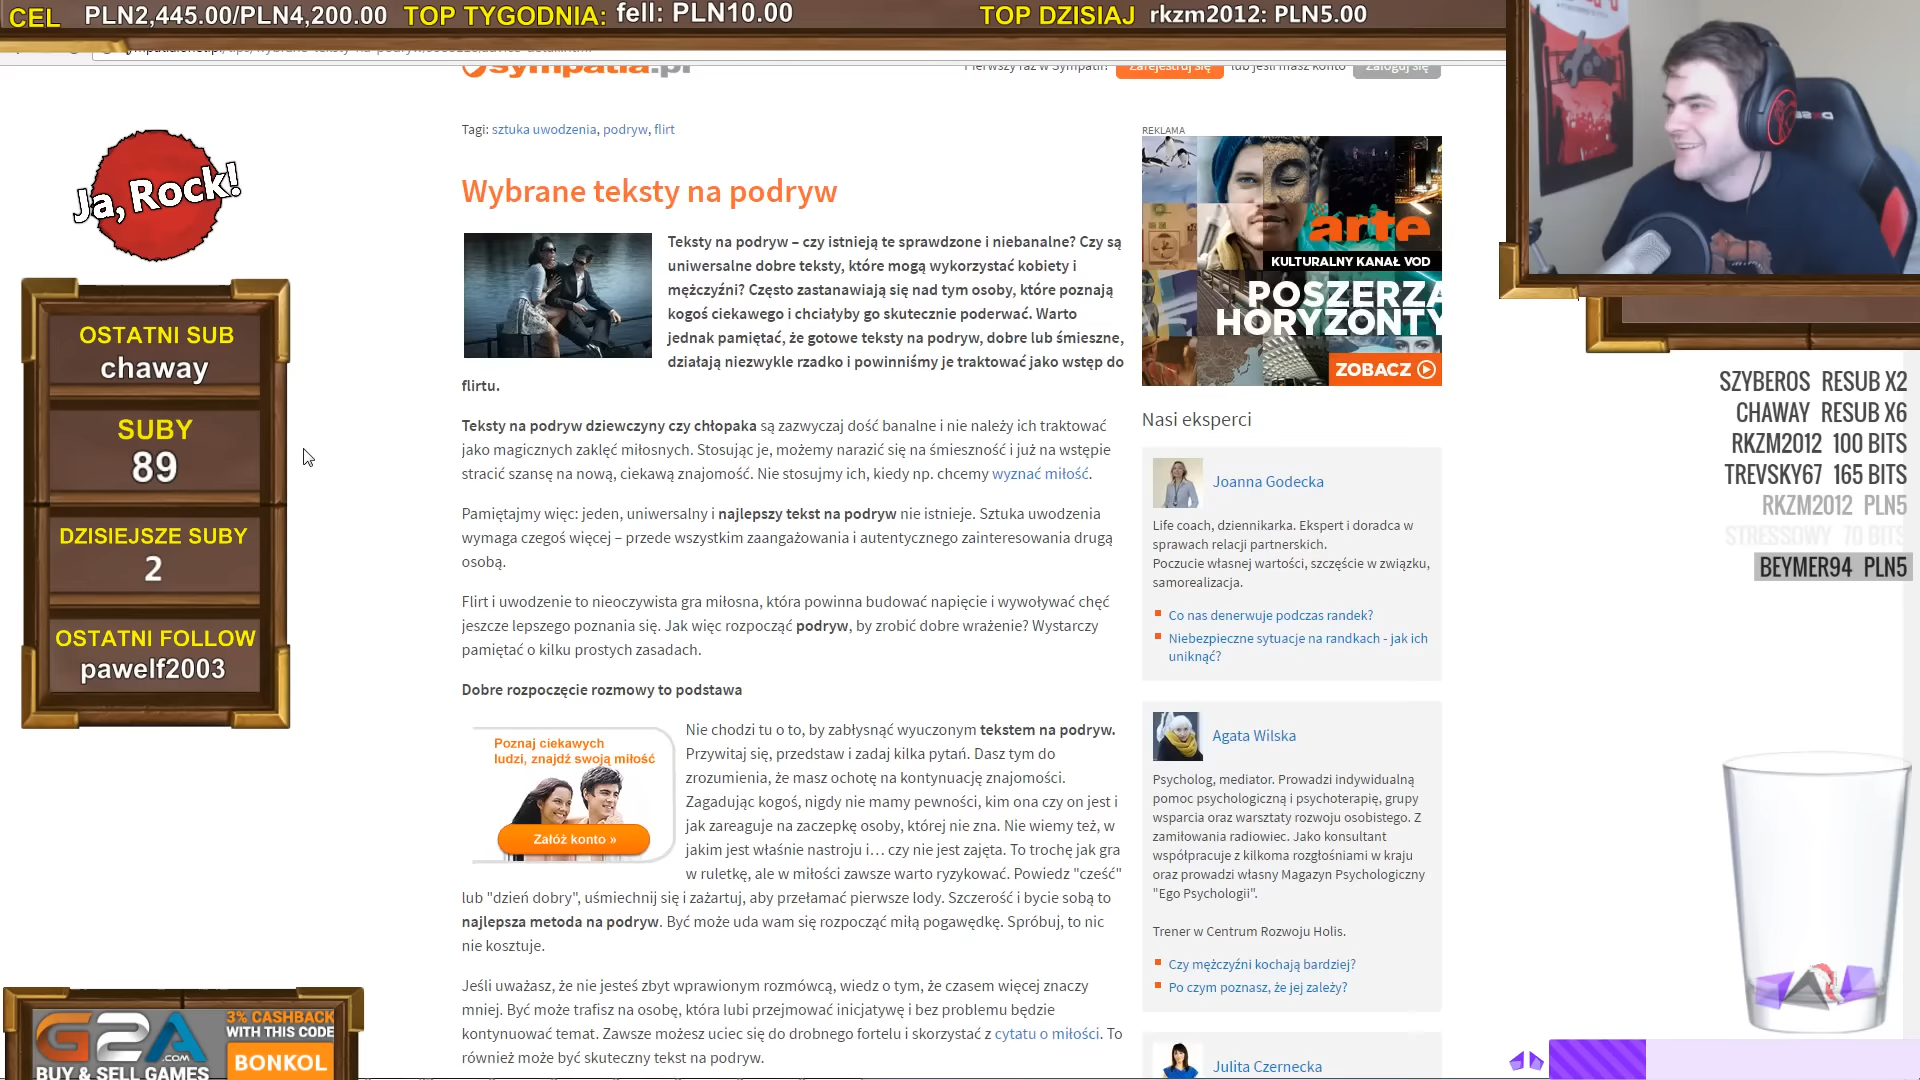 CEL PLN2,445.00/PLN4,200.00 TOP TYGODNIA: fell: PLN10.00 TOP DZISIAJ rkzm2012: PLN5.00
sympatia.pl
Pierwszy raz w Sympatii? Zarejestruj się lub jeśli masz konto Zaloguj się
Tagi: sztuka uwodzenia, podryw, flirt
Wybrane teksty na podryw
Teksty na podryw – czy istnieją te sprawdzone i niebanalne? Czy są
uniwersalne dobre teksty, które mogą wykorzystać kobiety i
mężczyźni? Często zastanawiają się nad tym osoby, które poznają
kogoś ciekawego i chciałyby go skutecznie poderwać. Warto
jednak pamiętać, że gotowe teksty na podryw, dobre lub śmieszne,
działają niezwykle rzadko i powinniśmy je traktować jako wstęp do
flirtu.
Teksty na podryw dziewczyny czy chłopaka są zazwyczaj dość banalne i nie należy ich traktować
jako magicznych zaklęć miłosnych. Stosując je, możemy narazić się na śmieszność i już na wstępie
stracić szansę na nową, ciekawą znajomość. Nie stosujmy ich, kiedy np. chcemy wyznać miłość.
Pamiętajmy więc: jeden, uniwersalny i najlepszy tekst na podryw nie istnieje. Sztuka uwodzenia
wymaga czegoś więcej – przede wszystkim zaangażowania i autentycznego zainteresowania drugą
osobą.
Flirt i uwodzenie to nieoczywista gra miłosna, która powinna budować napięcie i wywoływać chęć
jeszcze lepszego poznania się. Jak więc rozpocząć podryw, by zrobić dobre wrażenie? Wystarczy
pamiętać o kilku prostych zasadach.
Dobre rozpoczęcie rozmowy to podstawa
Poznaj ciekawych
ludzi, znajdź swoją miłość
Załóż konto »
Nie chodzi tu o to, by zabłysnąć wyuczonym tekstem na podryw.
Przywitaj się, przedstaw i zadaj kilka pytań. Dasz tym do
zrozumienia, że masz ochotę na kontynuację znajomości.
Zagadując kogoś, nigdy nie mamy pewności, kim ona czy on jest i
jak zareaguje na zaczepkę osoby, której nie zna. Nie wiemy też, w
jakim jest właśnie nastroju i… czy nie jest zajęta. To trochę jak gra
w ruletkę, ale w miłości zawsze warto ryzykować. Powiedz "cześć"
lub "dzień dobry", uśmiechnij się i zażartuj, aby przełamać pierwsze lody. Szczerość i bycie sobą to
najlepsza metoda na podryw. Być może uda wam się rozpocząć miłą pogawędkę. Spróbuj, to nic
nie kosztuje.
Jeśli uważasz, że nie jesteś zbyt wprawionym rozmówcą, wiedz o tym, że czasem więcej znaczy
mniej. Być może trafisz na osobę, która lubi przejmować inicjatywę i bez problemu będzie
kontynuować temat. Zawsze możesz uciec się do drobnego fortelu i skorzystać z cytatu o miłości. To
również może być skuteczny tekst na podryw.
REKLAMA
arte
KULTURALNY KANAŁ VOD
POSZERZA
HORYZONTY
ZOBACZ
Nasi eksperci
Joanna Godecka
Life coach, dziennikarka. Ekspert i doradca w
sprawach relacji partnerskich.
Poczucie własnej wartości, szczęście w związku,
samorealizacja.
Co nas denerwuje podczas randek?
Niebezpieczne sytuacje na randkach - jak ich
uniknąć?
Agata Wilska
Psycholog, mediator. Prowadzi indywidualną
pomoc psychologiczną i psychoterapię, grupy
wsparcia oraz warsztaty rozwoju osobistego. Z
zamiłowania radiowiec. Jako konsultant
współpracuje z kilkoma rozgłośniami w kraju
oraz prowadzi własny Magazyn Psychologiczny
"Ego Psychologii".
Trener w Centrum Rozwoju Holis.
Czy mężczyźni kochają bardziej?
Po czym poznasz, że jej zależy?
Julita Czernecka
Ja, Rock!
OSTATNI SUB
chaway
SUBY
89
DZISIEJSZE SUBY
2
OSTATNI FOLLOW
pawelf2003
G2A.COM
BUY & SELL GAMES
3% CASHBACK
WITH THIS CODE
BONKOL
SZYBEROS RESUB X2
CHAWAY RESUB X6
RKZM2012 100 BITS
TREVSKY67 165 BITS
RKZM2012 PLN5
STRESSOWY 70 BITS
BEYMER94 PLN5